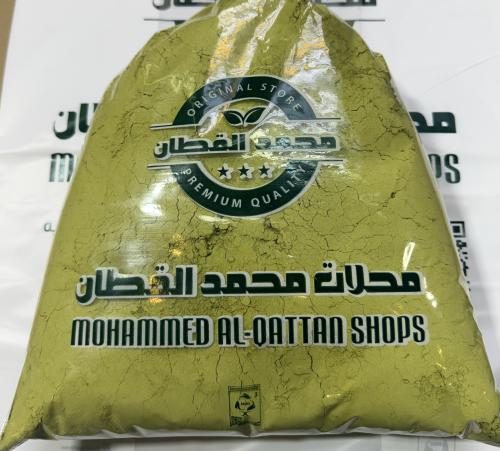 ORIGINAL STORE
محمد القطان
PREMIUM QUALITY
محلات محمد القطان
MOHAMMED AL-QATTAN SHOPS